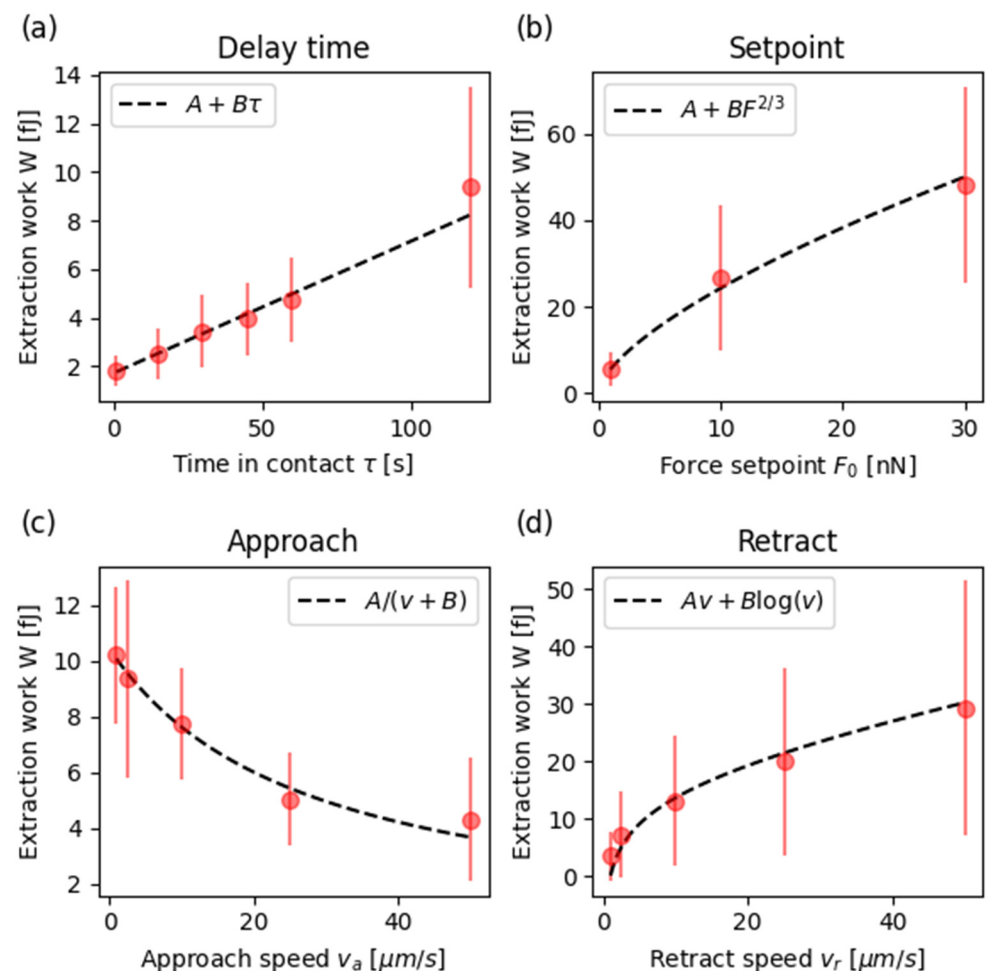 (a)
Delay time
A + Bτ
Extraction work W [fJ]
14
12
10
8
6
4
2
0
50
100
Time in contact τ [s]
(b)
Setpoint
A + BF^{2/3}
Extraction work W [fJ]
60
40
20
0
0
10
20
30
Force setpoint F₀ [nN]
(c)
Approach
A/(v + B)
Extraction work W [fJ]
12
10
8
6
4
2
0
20
40
Approach speed vₐ [μm/s]
(d)
Retract
Av + Blog(v)
Extraction work W [fJ]
50
40
30
20
10
0
0
20
40
Retract speed vᵣ [μm/s]